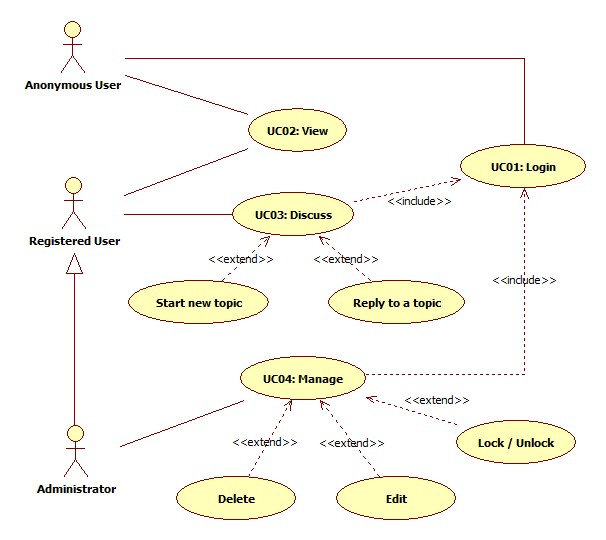 Anonymous User
UC02: View
UC01: Login
<<include>>
UC03: Discuss
Registered User
<<extend>>
<<extend>>
<<include>>
Start new topic
Reply to a topic
UC04: Manage
<<extend>>
<<extend>>
<<extend>>
Lock / Unlock
Administrator
Delete
Edit